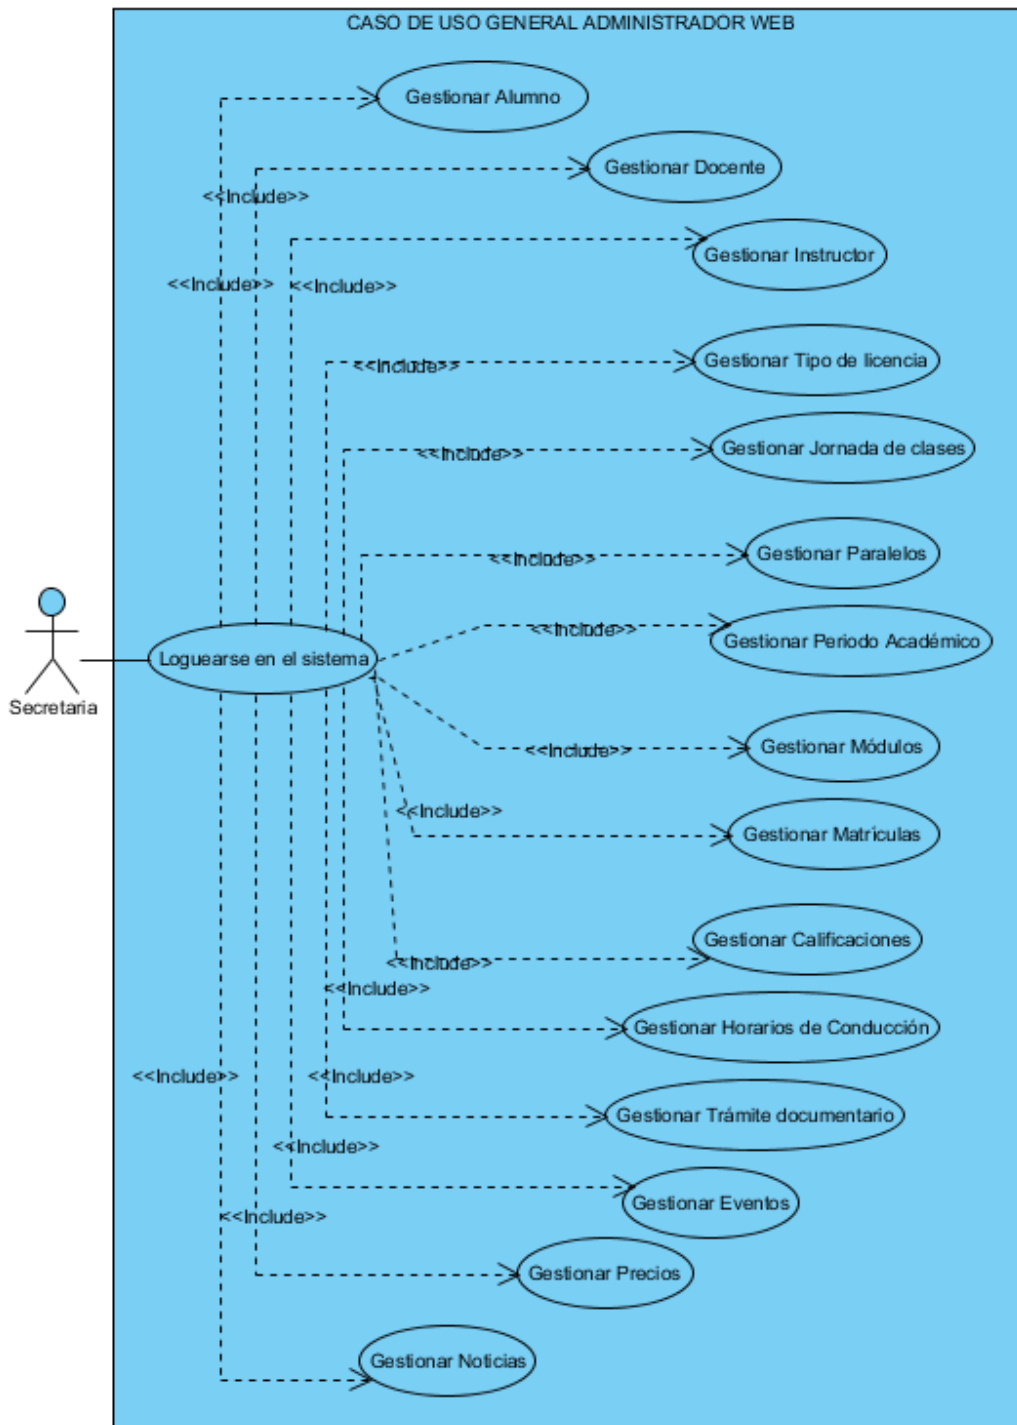 CASO DE USO GENERAL ADMINISTRADOR WEB
Gestionar Alumno
Gestionar Docente
<<Include>>
Gestionar Instructor
<<Include>>
<<Include>>
Gestionar Tipo de licencia
<<Include>>
Gestionar Jornada de clases
<<Include>>
Gestionar Paralelos
<<Include>>
Gestionar Periodo Académico
<<Include>>
Loguearse en el sistema
Secretaria
Gestionar Módulos
<<Include>>
<<Include>>
Gestionar Matrículas
Gestionar Calificaciones
<<Include>>
<<Include>>
Gestionar Horarios de Conducción
<<Include>>
<<Include>>
Gestionar Trámite documentario
<<Include>>
Gestionar Eventos
<<Include>>
Gestionar Precios
Gestionar Noticias